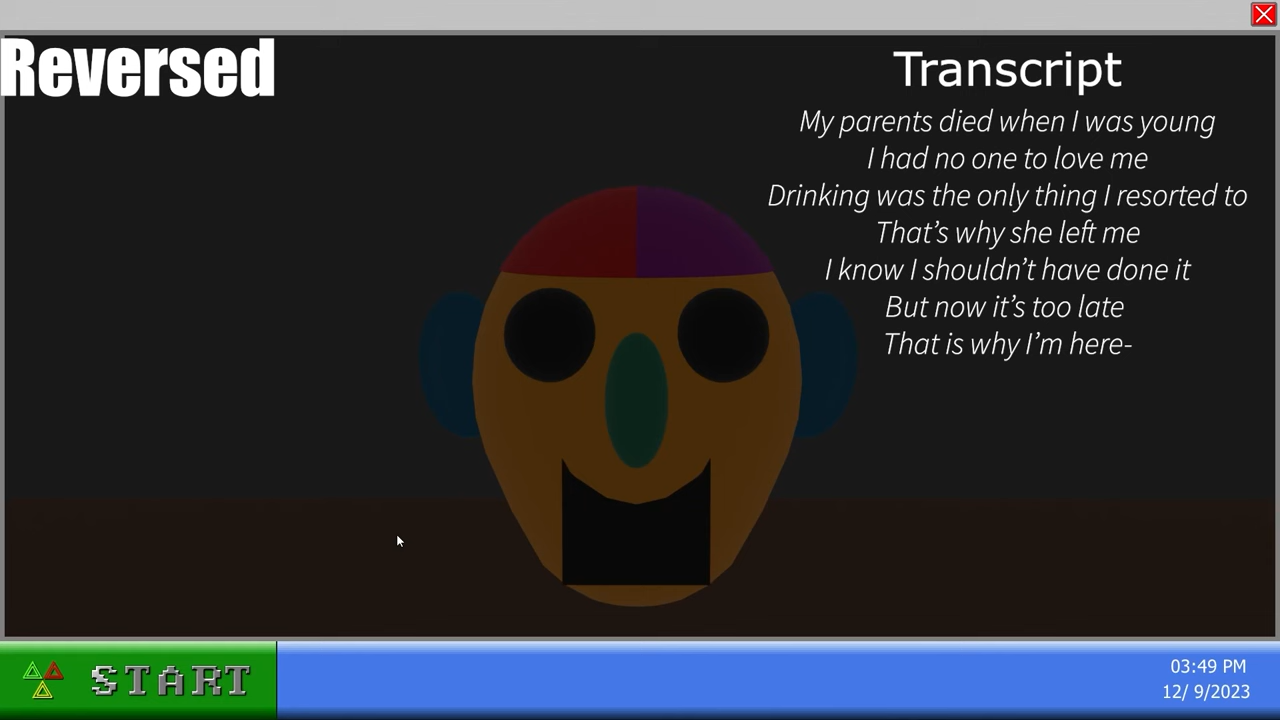 Reversed
Transcript
My parents died when I was young
I had no one to love me
Drinking was the only thing I resorted to
That's why she left me
I know I shouldn't have done it
But now it's too late
That is why I'm here-
START
03:49 PM
12/ 9/2023